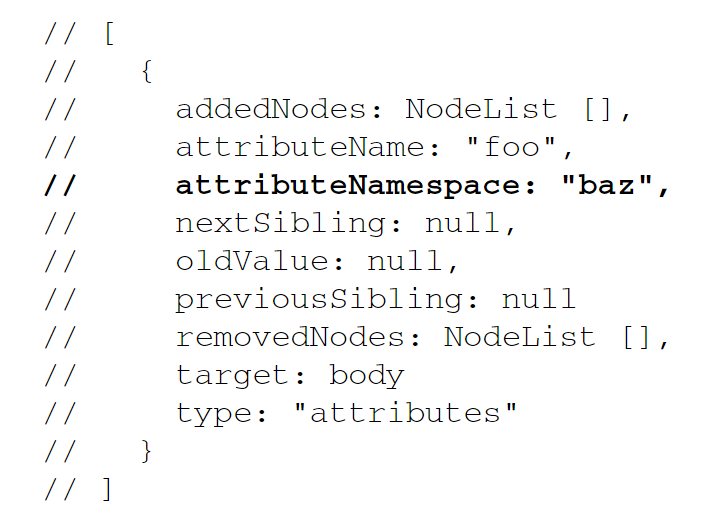 // [
//   {
//     addedNodes: NodeList [],
//     attributeName: "foo",
//     attributeNamespace: "baz",
//     nextSibling: null,
//     oldValue: null,
//     previousSibling: null
//     removedNodes: NodeList [],
//     target: body
//     type: "attributes"
//   }
// ]